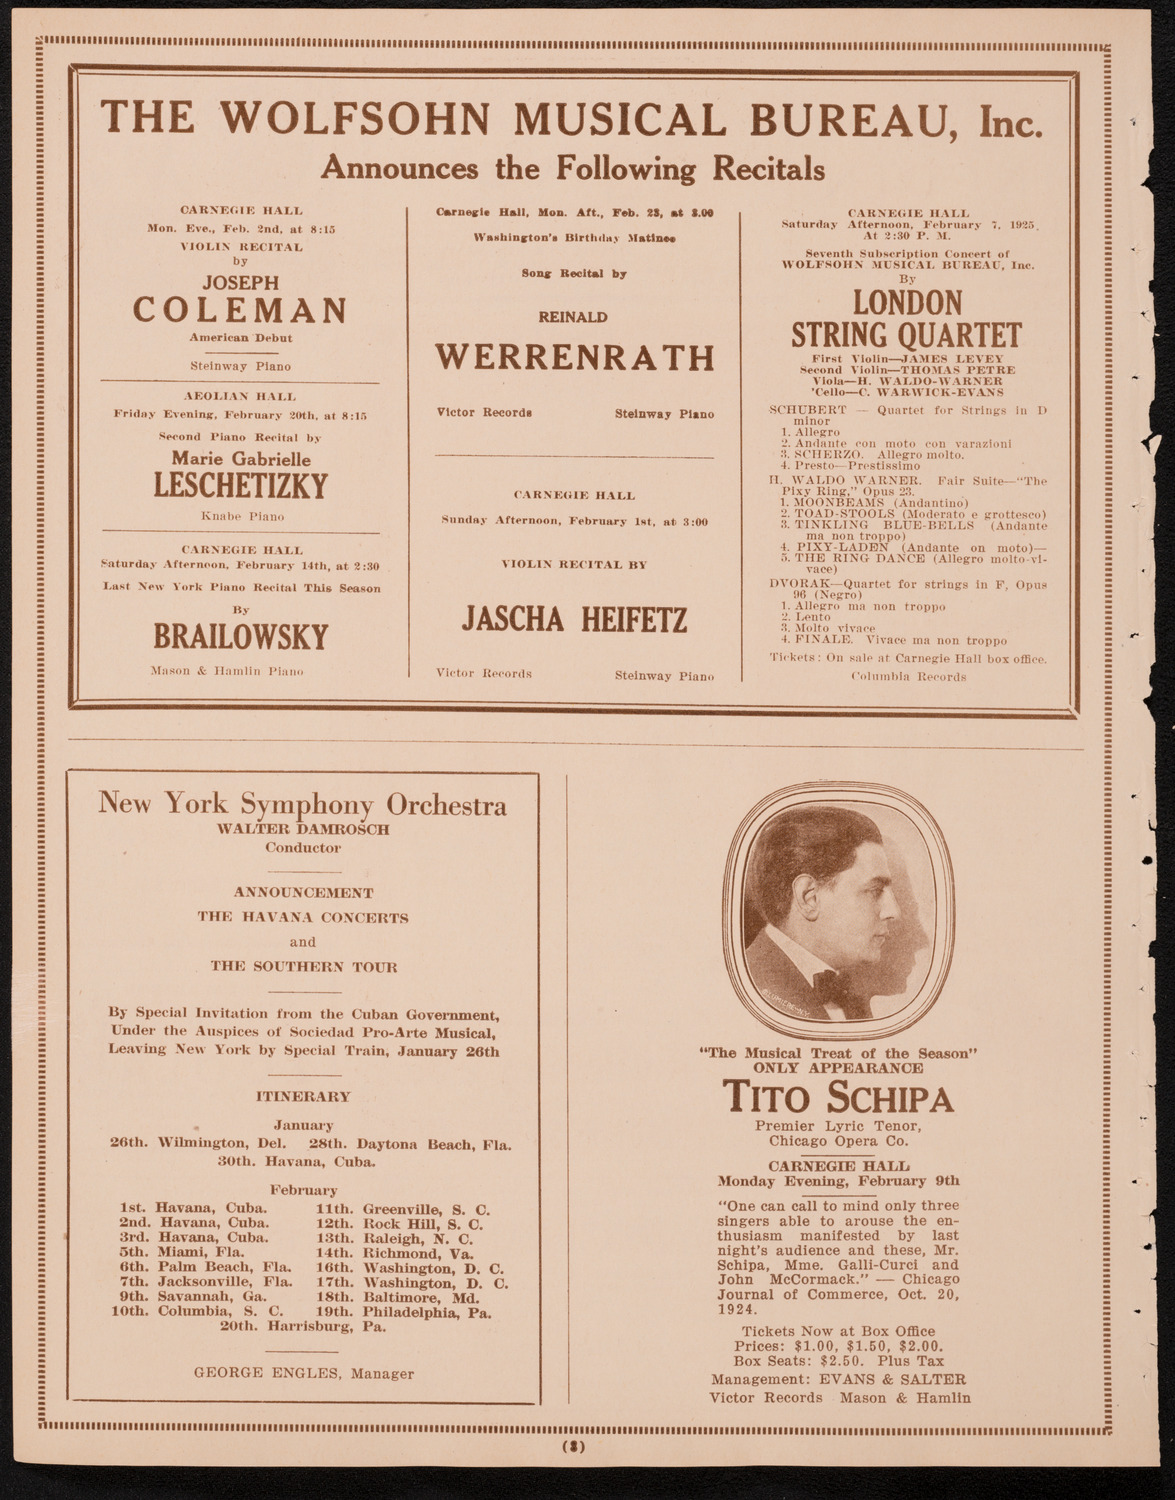 THE WOLFSOHN MUSICAL BUREAU, Inc.
Announces the Following Recitals
CARNEGIE HALL
Mon. Eve., Feb. 2nd, at 8:15
VIOLIN RECITAL
by
JOSEPH
COLEMAN
American Debut
Steinway Piano
AEOLIAN HALL
Friday Evening, February 20th, at 8:15
Second Piano Recital by
Marie Gabrielle
LESCHETIZKY
Knabe Piano
CARNEGIE HALL
Saturday Afternoon, February 14th, at 2:30
Last New York Piano Recital This Season
By
BRAILOWSKY
Mason & Hamlin Piano
Carnegie Hall, Mon. Aft., Feb. 23, at 3.00
Washington's Birthday Matinee
Song Recital by
REINALD
WERRENRATH
Victor Records Steinway Piano
CARNEGIE HALL
Sunday Afternoon, February 1st, at 3:00
VIOLIN RECITAL BY
JASCHA HEIFETZ
Victor Records Steinway Piano
CARNEGIE HALL
Saturday Afternoon, February 7, 1925,
At 2:30 P. M.
Seventh Subscription Concert of
WOLFSOHN MUSICAL BUREAU, Inc.
By
LONDON
STRING QUARTET
First Violin—JAMES LEVEY
Second Violin—THOMAS PETRE
Viola—H. WALDO-WARNER
'Cello—C. WARWICK-EVANS
SCHUBERT — Quartet for Strings in D
minor
1. Allegro
2. Andante con moto con varazioni
3. SCHERZO. Allegro molto.
4. Presto—Prestissimo
H. WALDO WARNER. Fair Suite—"The
Pixy Ring," Opus 23.
1. MOONBEAMS (Andantino)
2. TOAD-STOOLS (Moderato e grottesco)
3. TINKLING BLUE-BELLS (Andante
ma non troppo)
4. PIXY-LADEN (Andante on moto)—
5. THE RING DANCE (Allegro molto-vi-
vace)
DVORAK—Quartet for strings in F, Opus
96 (Negro)
1. Allegro ma non troppo
2. Lento
3. Molto vivace
4. FINALE. Vivace ma non troppo
Tickets: On sale at Carnegie Hall box office.
Columbia Records
New York Symphony Orchestra
WALTER DAMROSCH
Conductor
ANNOUNCEMENT
THE HAVANA CONCERTS
and
THE SOUTHERN TOUR
By Special Invitation from the Cuban Government,
Under the Auspices of Sociedad Pro-Arte Musical,
Leaving New York by Special Train, January 26th
ITINERARY
January
26th. Wilmington, Del. 28th. Daytona Beach, Fla.
30th. Havana, Cuba.
February
1st. Havana, Cuba. 11th. Greenville, S. C.
2nd. Havana, Cuba. 12th. Rock Hill, S. C.
3rd. Havana, Cuba. 13th. Raleigh, N. C.
5th. Miami, Fla. 14th. Richmond, Va.
6th. Palm Beach, Fla. 16th. Washington, D. C.
7th. Jacksonville, Fla. 17th. Washington, D. C.
9th. Savannah, Ga. 18th. Baltimore, Md.
10th. Columbia, S. C. 19th. Philadelphia, Pa.
20th. Harrisburg, Pa.
GEORGE ENGLES, Manager
"The Musical Treat of the Season"
ONLY APPEARANCE
TITO SCHIPA
Premier Lyric Tenor,
Chicago Opera Co.
CARNEGIE HALL
Monday Evening, February 9th
"One can call to mind only three
singers able to arouse the en-
thusiasm manifested by last
night's audience and these, Mr.
Schipa, Mme. Galli-Curci and
John McCormack." — Chicago
Journal of Commerce, Oct. 20,
1924.
Tickets Now at Box Office
Prices: $1.00, $1.50, $2.00.
Box Seats: $2.50. Plus Tax
Management: EVANS & SALTER
Victor Records Mason & Hamlin